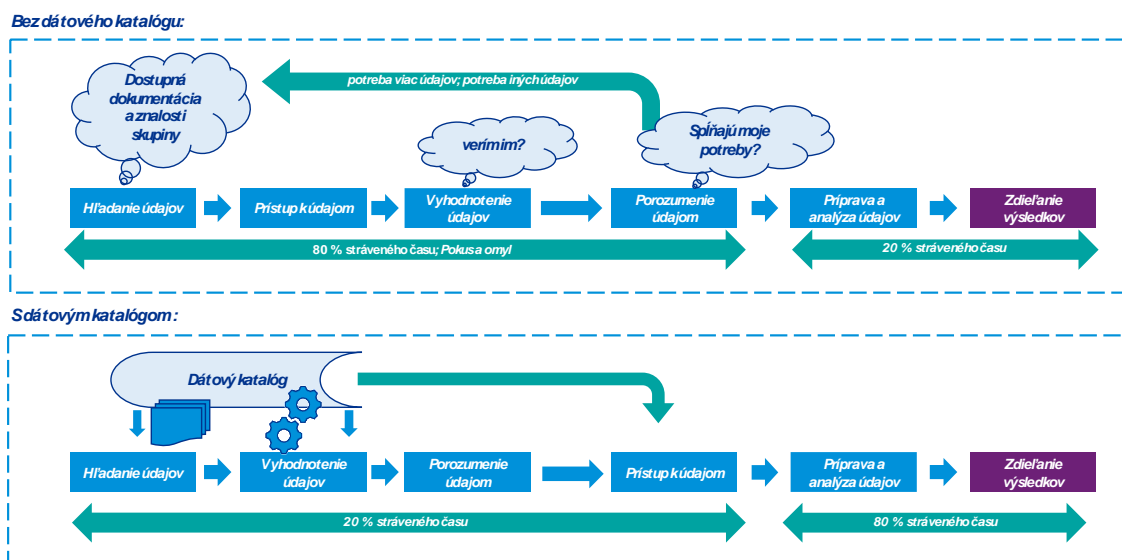 Bez dátového katalógu:
Dostupná
dokumentácia
a znalosti
skupiny
potreba viac údajov; potreba iných údajov
verím im?
Spĺňajú moje
potreby?
Hľadanie údajov
Prístup k údajom
Vyhodnotenie
údajov
Porozumenie
údajom
Príprava a
analýza údajov
Zdieľanie
výsledkov
80 % stráveného času; Pokus a omyl
20 % stráveného času
S dátovým katalógom :
Dátový katalóg
Hľadanie údajov
Vyhodnotenie
údajov
Porozumenie
údajom
Prístup k údajom
Príprava a
analýza údajov
Zdieľanie
výsledkov
20 % stráveného času
80 % stráveného času